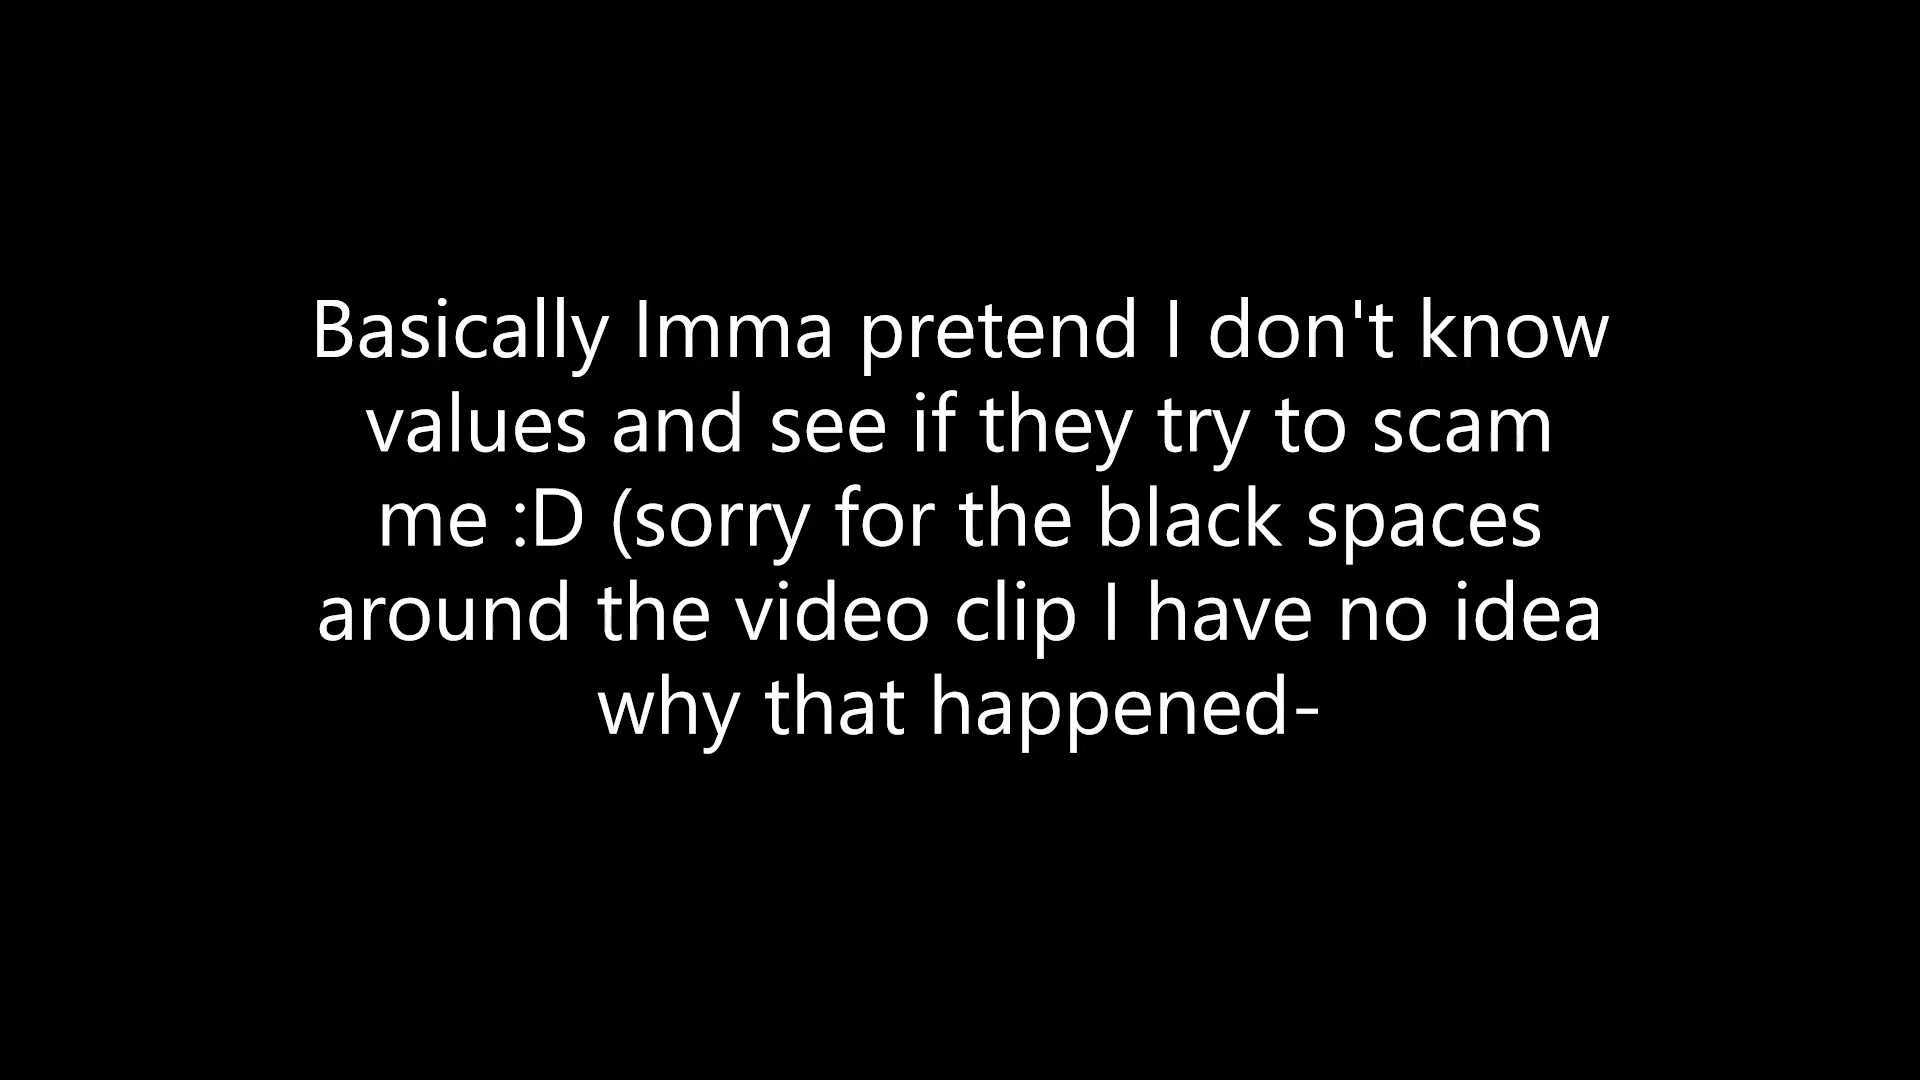 Basically Imma pretend I don't know
values and see if they try to scam
me :D (sorry for the black spaces
around the video clip I have no idea
why that happened-